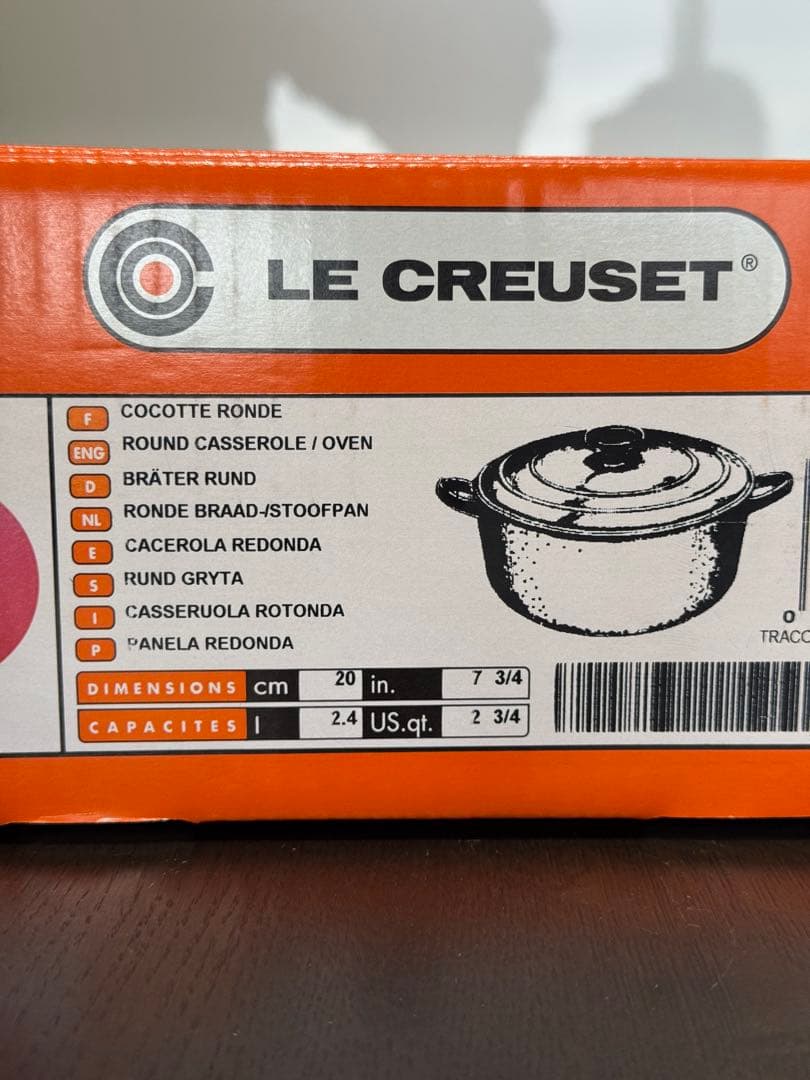 LE CREUSET®
F COCOTTE RONDE
ENG ROUND CASSEROLE / OVEN
D BRÄTER RUND
NL RONDE BRAAD-/STOOFPAN
E CACEROLA REDONDA
S RUND GRYTA
I CASSERUOLA ROTONDA
P PANELA REDONDA
DIMENSIONS cm 20 in. 7 3/4
CAPACITES l 2.4 US.qt. 2 3/4
0